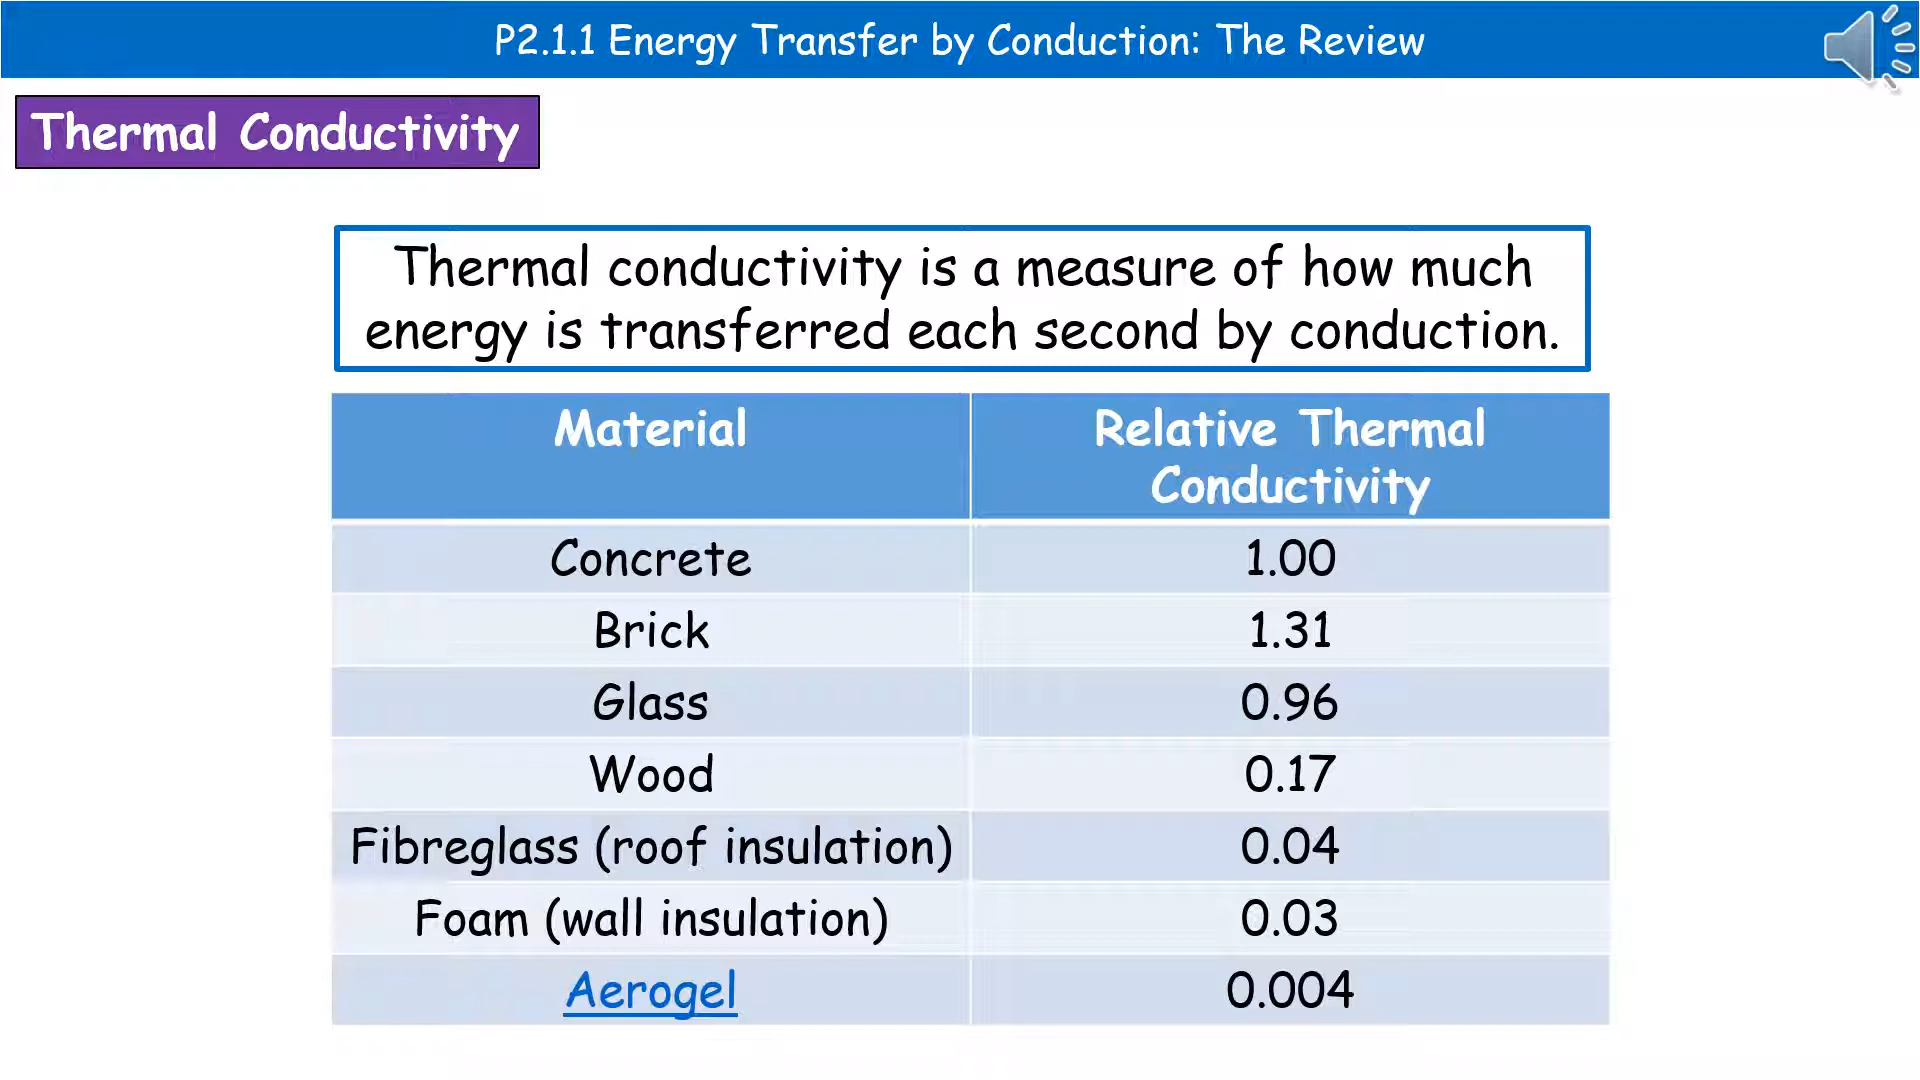 P2.1.1 Energy Transfer by Conduction: The Review
Thermal Conductivity
Thermal conductivity is a measure of how much
energy is transferred each second by conduction.
Material
Relative Thermal
Conductivity
Concrete 1.00
Brick 1.31
Glass 0.96
Wood 0.17
Fibreglass (roof insulation) 0.04
Foam (wall insulation) 0.03
Aerogel 0.004